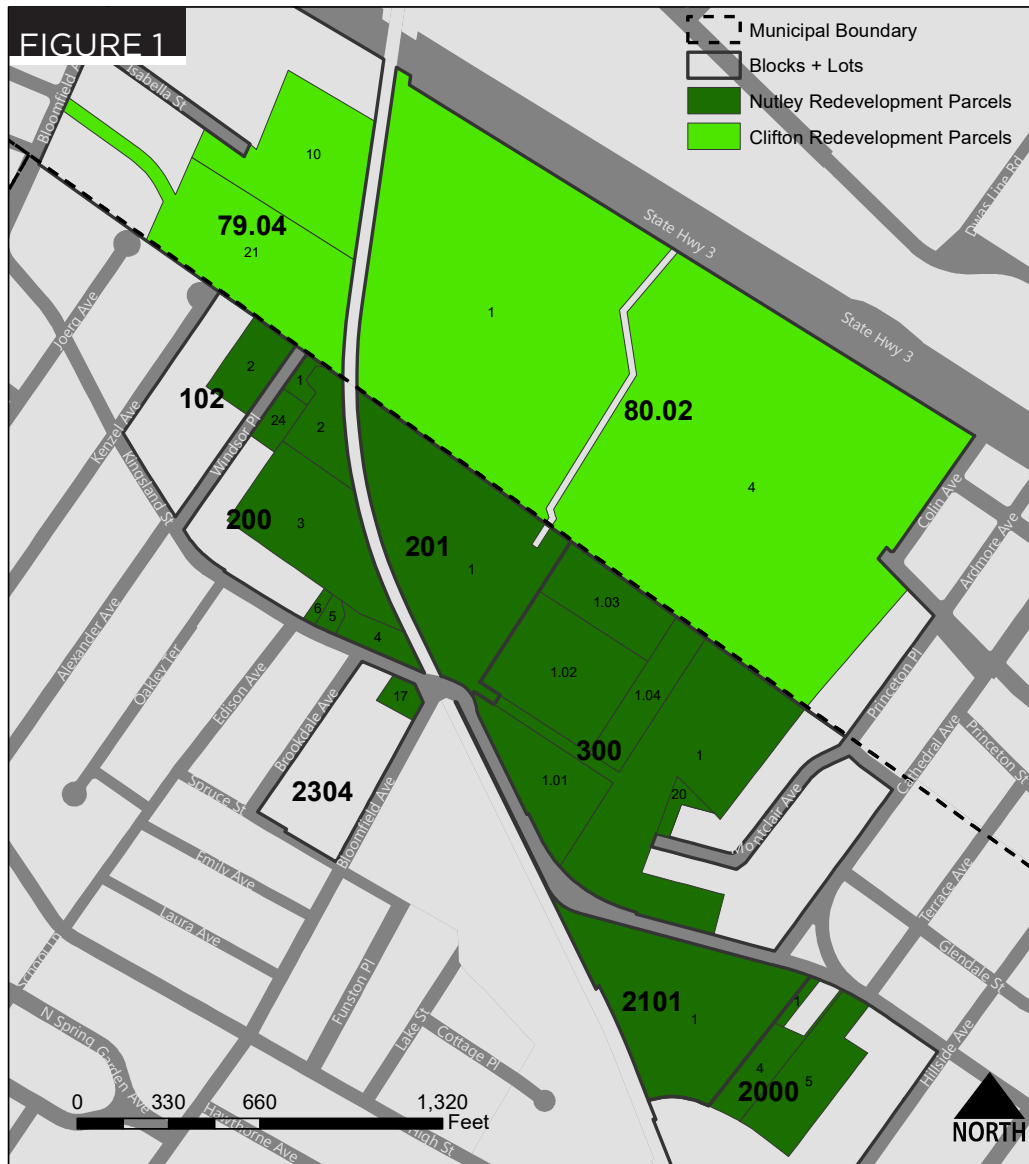 FIGURE 1
Municipal Boundary
Blocks + Lots
Nutley Redevelopment Parcels
Clifton Redevelopment Parcels
Bloomfield A
Isabella St
10
79.04
21
State Hwy 3
Dwas Line Rd
State Hwy 3
1
80.02
4
Joerg Ave
Kenzel Ave
Kingsland St
102
2
Windsor Pl
1
24
2
200
3
201
1
6
5
4
Colin Ave
Ardmore Ave
1.03
1.02
1.04
300
1.01
1
20
Princeton Pl
Cathedral Ave
Princeton St
Montclair Ave
Alexander Ave
Oakley Ter
Edison Ave
Brookdale Ave
17
2304
Bloomfield Ave
Spruce St
Emily Ave
Laura Ave
School Ln
Funston Pl
Lake St
Cottage Pl
N Spring Garden Ave
Hawthorne Ave
High St
Terrace Ave
Glendale St
Hillside Ave
2101
1
1
4
5
2000
0 330 660 1,320
Feet
NORTH